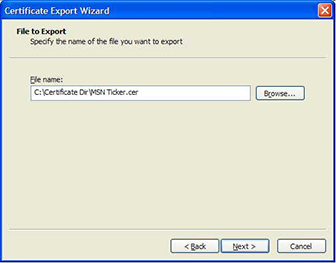 Certificate Export Wizard
File to Export
Specify the name of the file you want to export
File name:
C:\Certificate Dir\MSN Ticker.cer
Browse...
< Back
Next >
Cancel